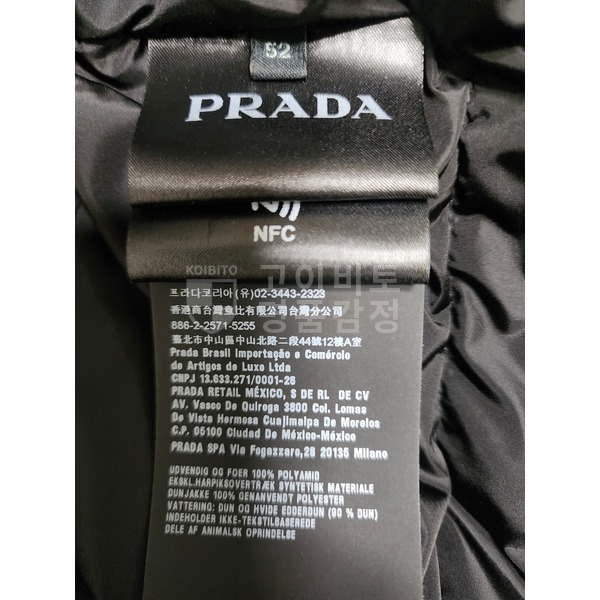 52
PRADA
NFC
KOIBITO
고이비토
명품감정
프라다코리아(유)02-3443-2323
香港商台灣意比有限公司台灣分公司
886-2-2571-5255
臺北市中山區中山北路二段44號12樓A室
Prada Brasil Importação e Comércio
de Artigos de Luxo Ltda
CNPJ 13.633.271/0001-26
PRADA RETAIL MÉXICO, S DE RL DE CV
AV. Vasco De Quiroga 3800 Col. Lomas
De Vista Hermosa Cuajimalpa De Morelos
C.P. 05100 Ciudad De México-México
PRADA SPA Via Fogazzaro,28 20135 Milano
UDVENDIG OG FOER 100% POLYAMID
EKSKL.HARPIKSOVERTRÆK SYNTETISK MATERIALE
DUNJAKKE 100% GENANVENDT POLYESTER
VATTERING: DUN OG HVIDE EDDERDUN (90 % DUN)
INDEHOLDER IKKE-TEKSTILBASEREDE
DELE AF ANIMALSK OPRINDELSE